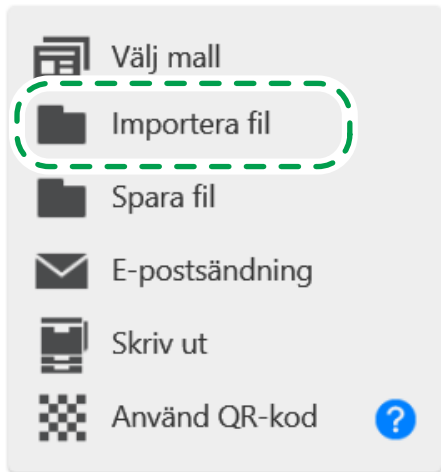 Välj mall
Importera fil
Spara fil
E-postsändning
Skriv ut
Använd QR-kod ?